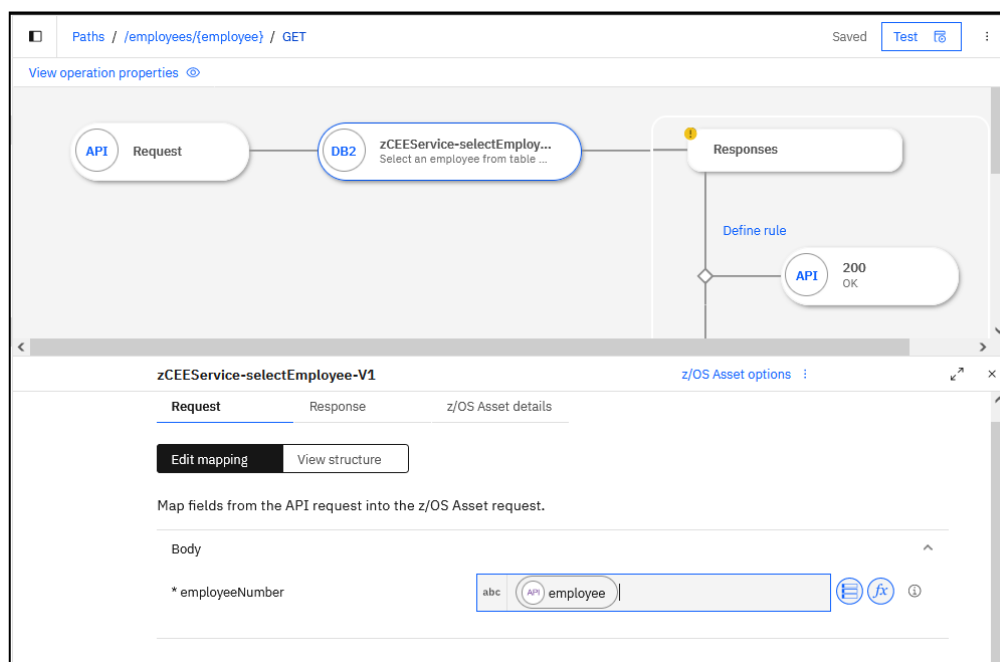 Paths / /employees/{employee} / GET
Saved
Test
View operation properties
API Request
DB2 zCEEService-selectEmploy...
Select an employee from table ...
Responses
Define rule
API 200
OK
zCEEService-selectEmployee-V1
z/OS Asset options
Request Response z/OS Asset details
Edit mapping View structure
Map fields from the API request into the z/OS Asset request.
Body
* employeeNumber abc API employee fx